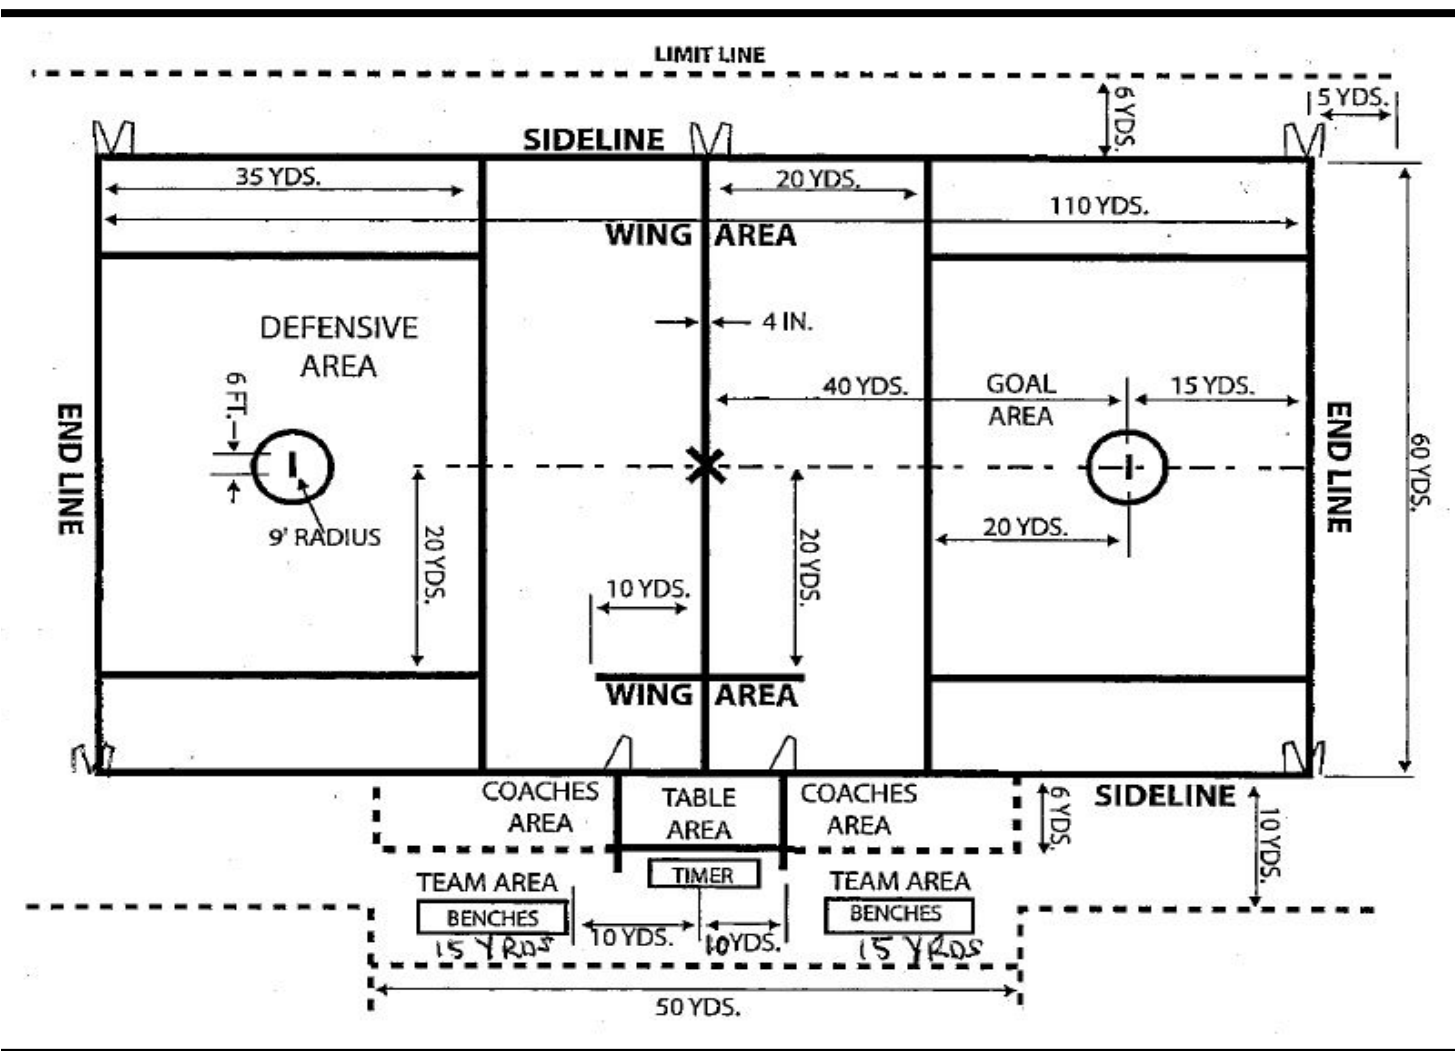 LIMIT LINE
6 YDS.
5 YDS.
SIDELINE
35 YDS.
20 YDS.
110 YDS.
WING AREA
4 IN.
DEFENSIVE
AREA
6 FT.
40 YDS.
GOAL
AREA
15 YDS.
END LINE
END LINE
60 YDS.
9' RADIUS
20 YDS.
20 YDS.
20 YDS.
10 YDS.
WING AREA
COACHES
AREA
TABLE
AREA
COACHES
AREA
6 YDS.
SIDELINE
10 YDS.
TIMER
TEAM AREA
BENCHES
15 YRDS
10 YDS.
10 YDS.
TEAM AREA
BENCHES
15 YRDS
50 YDS.